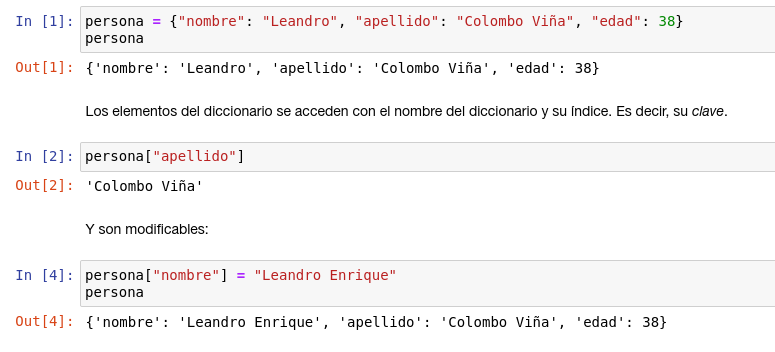 In [1]: persona = {"nombre": "Leandro", "apellido": "Colombo Viña", "edad": 38}
persona
Out[1]: {'nombre': 'Leandro', 'apellido': 'Colombo Viña', 'edad': 38}
Los elementos del diccionario se acceden con el nombre del diccionario y su índice. Es decir, su clave.
In [2]: persona["apellido"]
Out[2]: 'Colombo Viña'
Y son modificables:
In [4]: persona["nombre"] = "Leandro Enrique"
persona
Out[4]: {'nombre': 'Leandro Enrique', 'apellido': 'Colombo Viña', 'edad': 38}